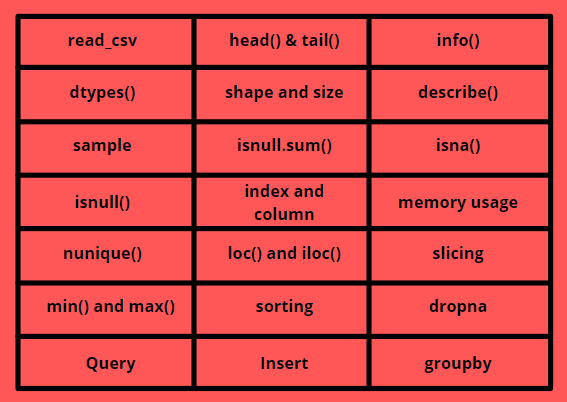 read_csv
head() & tail()
info()
dtypes()
shape and size
describe()
sample
isnull.sum()
isna()
isnull()
index and
column
memory usage
nunique()
loc() and iloc()
slicing
min() and max()
sorting
dropna
Query
Insert
groupby